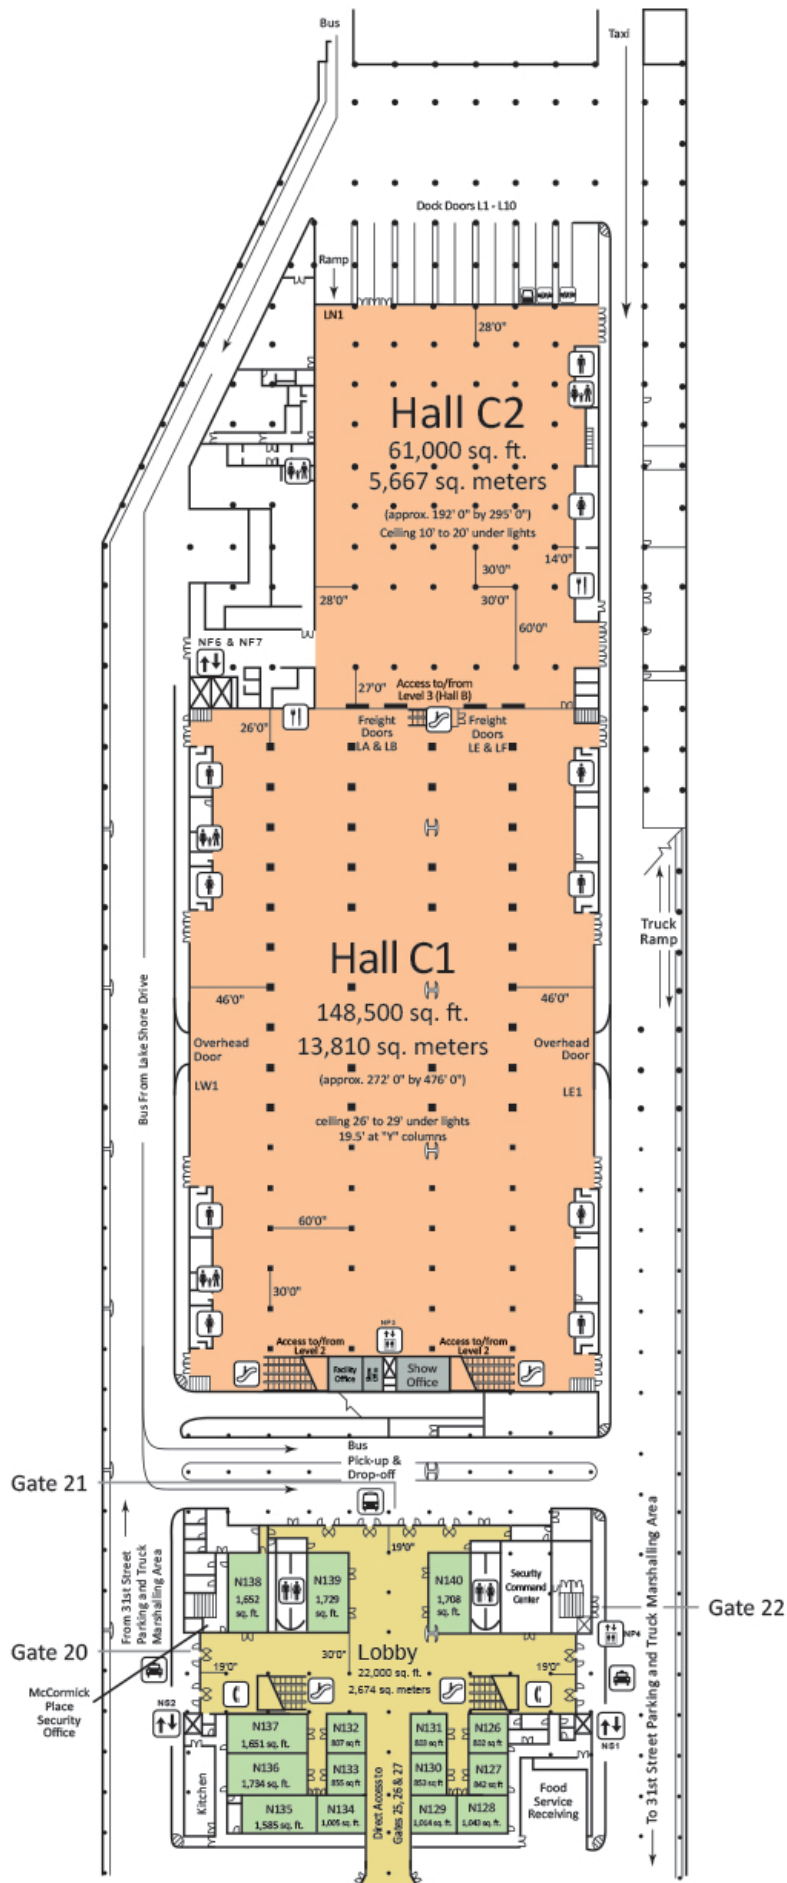 Bus
Taxi
Dock Doors L1 - L10
Ramp
LN1
28'0"
Hall C2
61,000 sq. ft.
5,667 sq. meters
(approx. 192' 0" by 295' 0")
Ceiling 10' to 20' under lights
14'0"
30'0"
28'0"
30'0"
60'0"
NF6 & NF7
27'0"
Access to/from
Level 3 (Hall B)
26'0"
Freight
Doors
LA & LB
Freight
Doors
LE & LF
Hall C1
148,500 sq. ft.
13,810 sq. meters
(approx. 272' 0" by 476' 0")
46'0"
46'0"
Truck
Ramp
Overhead
Door
LW1
Overhead
Door
LE1
Bus From Lake Shore Drive
ceiling 26' to 29' under lights
19.5' at "Y" columns
60'0"
30'0"
Access to/from
Level 2
Access to/from
Level 2
Facility
Office
Show
Office
Bus
Pick-up &
Drop-off
Gate 21
19'0"
From 31st Street
Parking and Truck
Marshalling Area
To 31st Street Parking and Truck Marshalling Area
N138
1,652
sq. ft.
N139
1,729
sq. ft.
N140
1,708
sq. ft.
Security
Command
Center
Gate 22
NP4
Gate 20
Lobby
22,000 sq. ft.
2,674 sq. meters
19'0"
30'0"
19'0"
McCormick
Place
Security
Office
NS2
NS1
N137
1,651 sq. ft.
N132
807 sq. ft.
N131
N126
N136
1,734 sq. ft.
N133
855 sq. ft.
N130
853 sq. ft.
N127
842 sq. ft.
N135
1,585 sq. ft.
N134
1,005 sq. ft.
N129
1,014 sq. ft.
N128
1,043 sq. ft.
Kitchen
Direct Access to
Gates 25, 26 & 27
Food
Service
Receiving